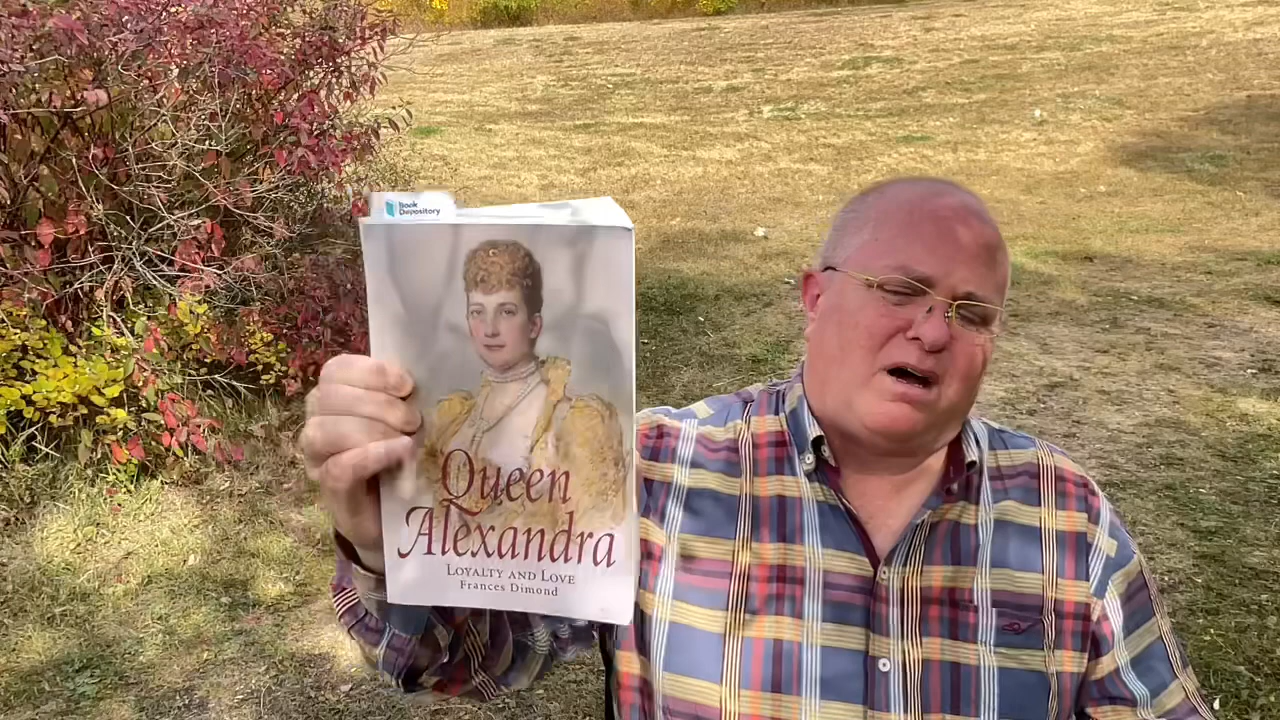 Book
Depository
Queen
Alexandra
LOYALTY AND LOVE
Frances Dimond